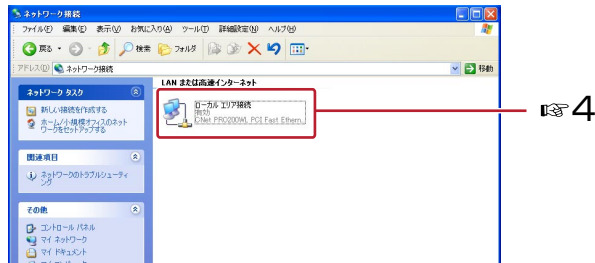 ネットワーク接続
ファイル(F) 編集(E) 表示(V) お気に入り(A) ツール(T) 詳細設定(N) ヘルプ(H)
戻る 検索 フォルダ
アドレス(D) ネットワーク接続 移動
LAN または高速インターネット
ネットワーク タスク
新しい接続を作成する
ホーム/小規模オフィスのネット
ワークをセットアップする
ローカル エリア接続
有効
CNet PRO200WL PCI Fast Ethern...
☞4
関連項目
ネットワークのトラブルシューティ
ング
その他
コントロール パネル
マイ ネットワーク
マイ ドキュメント
マイ コンピュータ